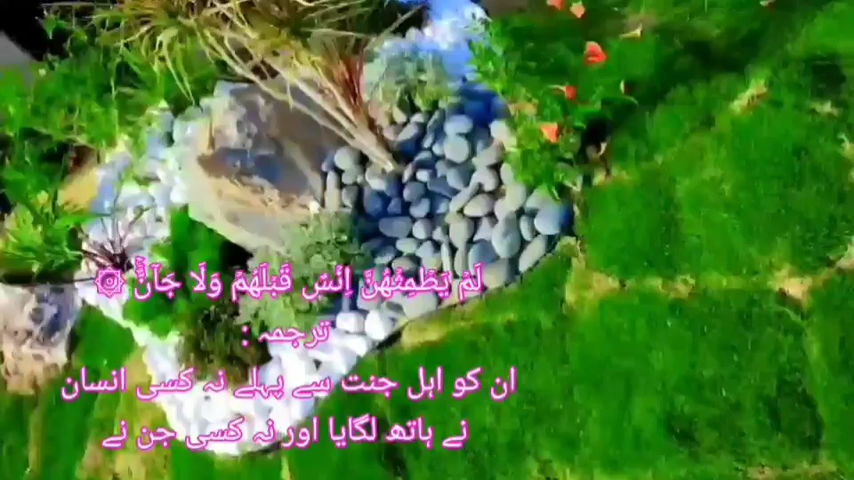 لَمۡ يَطۡمِثۡهُنَّ اِنۡسٌ قَبۡلَهُمۡ وَلَا جَآنٌّ‌ۚ‏ ۞
ترجمہ :
ان کو اہل جنت سے پہلے نہ کسی انسان
نے ہاتھ لگایا اور نہ کسی جن نے